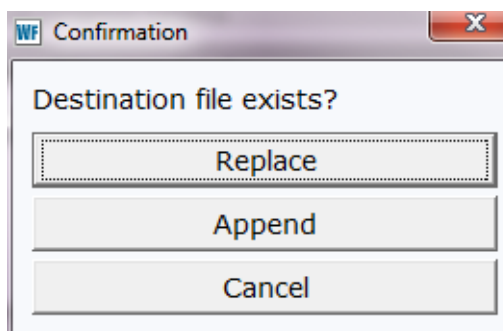 WF Confirmation
X
Destination file exists?
Replace
Append
Cancel